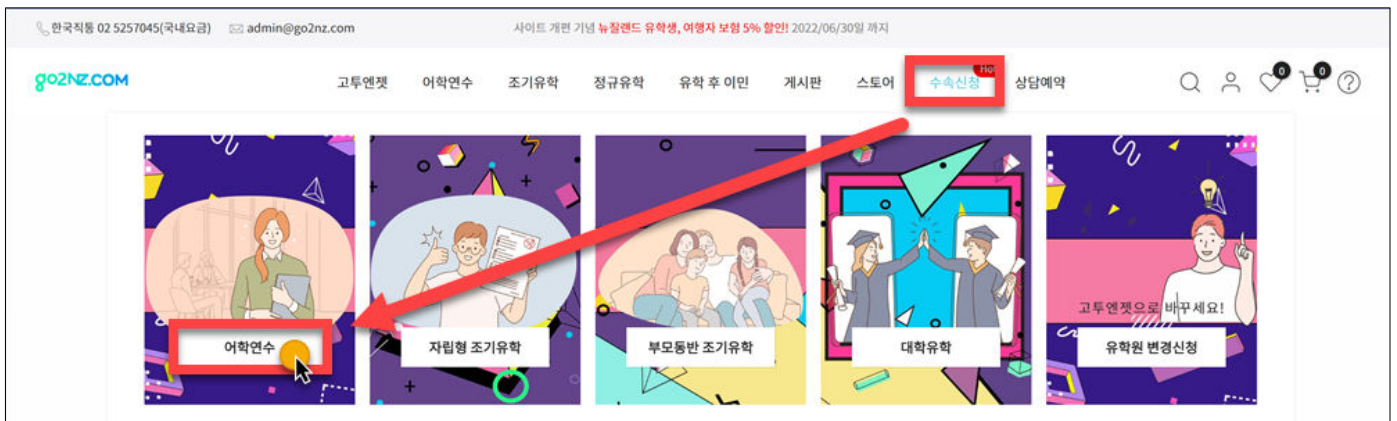 한국직통 02 5257045(국내요금) admin@go2nz.com 사이트 개편 기념 뉴질랜드 유학생, 여행자 보험 5% 할인! 2022/06/30일 까지
go2NZ.COM 고투엔젯 어학연수 조기유학 정규유학 유학 후 이민 게시판 스토어 수속신청 Hot 상담예약 0 0
고투엔젯으로 바꾸세요!
어학연수 자립형 조기유학 부모동반 조기유학 대학유학 유학원 변경신청